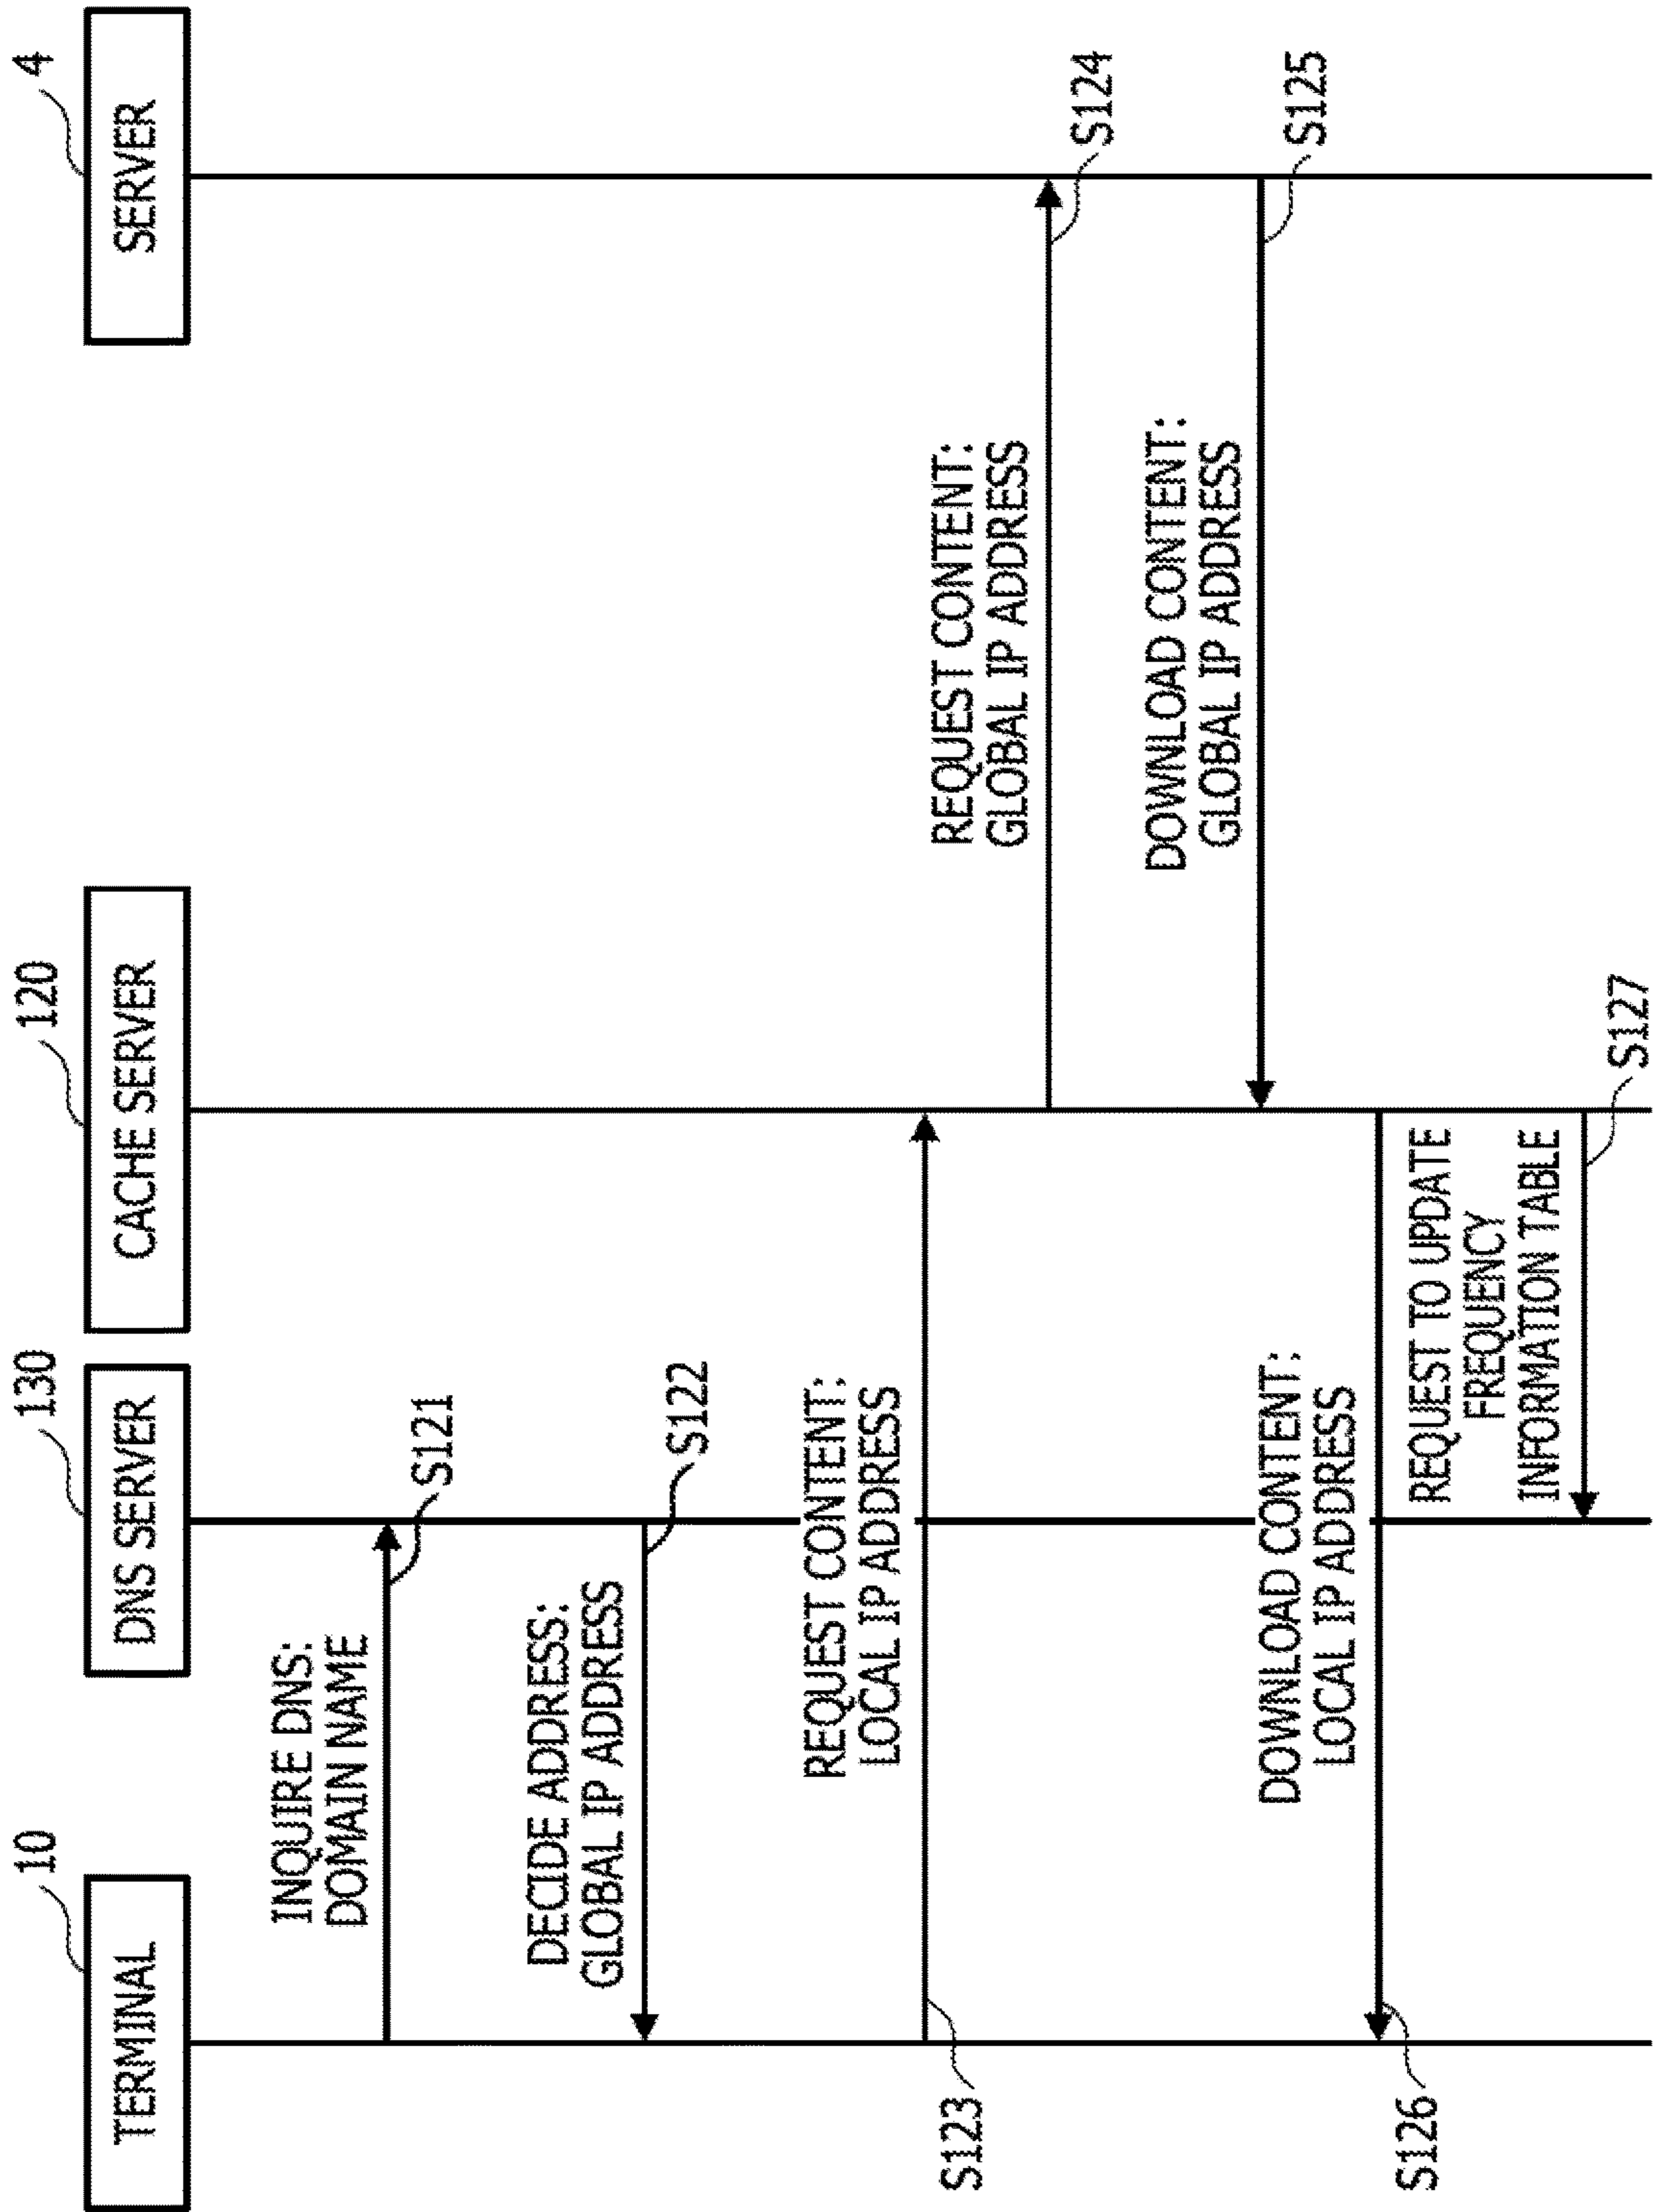 10
TERMINAL
130
DNS SERVER
120
CACHE SERVER
4
SERVER
INQUIRE DNS:
DOMAIN NAME
S121
DECIDE ADDRESS:
GLOBAL IP ADDRESS
S122
REQUEST CONTENT:
LOCAL IP ADDRESS
S123
REQUEST CONTENT:
GLOBAL IP ADDRESS
S124
DOWNLOAD CONTENT:
GLOBAL IP ADDRESS
S125
DOWNLOAD CONTENT:
LOCAL IP ADDRESS
S126
REQUEST TO UPDATE
FREQUENCY
INFORMATION TABLE
S127